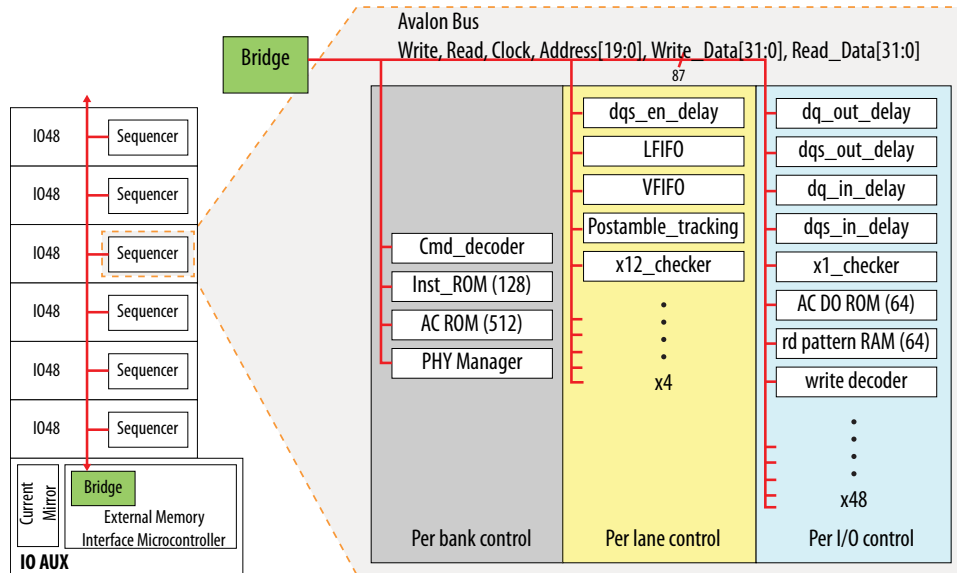 Avalon Bus
Write, Read, Clock, Address[19:0], Write_Data[31:0], Read_Data[31:0]
87
Bridge
IO48
Sequencer
IO48
Sequencer
IO48
Sequencer
IO48
Sequencer
IO48
Sequencer
IO48
Sequencer
Current
Mirror
Bridge
External Memory
Interface Microcontroller
IO AUX
Cmd_decoder
Inst_ROM (128)
AC ROM (512)
PHY Manager
Per bank control
dqs_en_delay
LFIFO
VFIFO
Postamble_tracking
x12_checker
x4
Per lane control
dq_out_delay
dqs_out_delay
dq_in_delay
dqs_in_delay
x1_checker
AC DO ROM (64)
rd pattern RAM (64)
write decoder
x48
Per I/O control